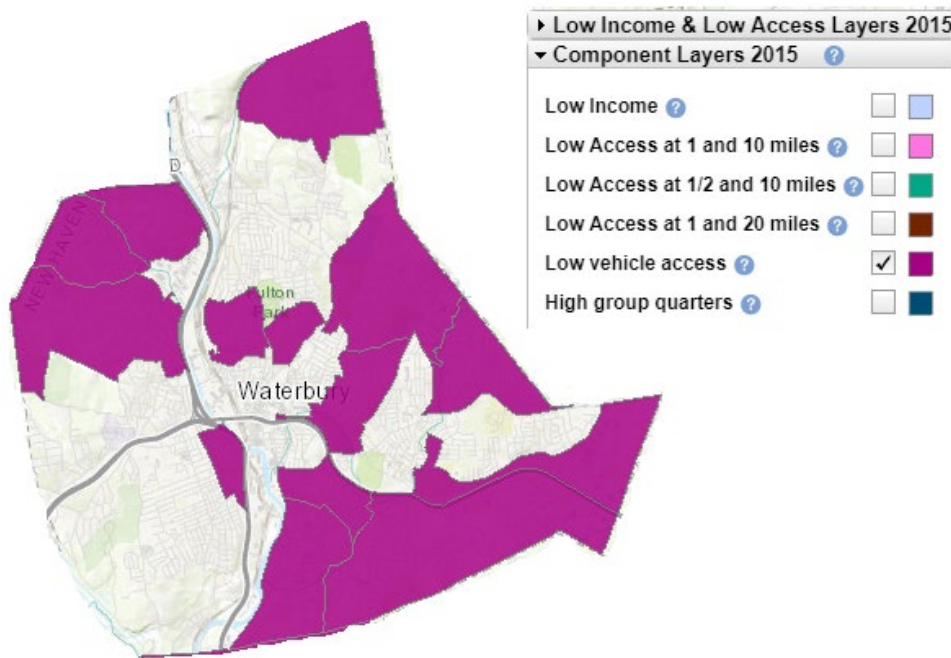 Low Income & Low Access Layers 2015
Component Layers 2015 ?
Low Income ?
Low Access at 1 and 10 miles ?
Low Access at 1/2 and 10 miles ?
Low Access at 1 and 20 miles ?
Low vehicle access ?
High group quarters ?
D
NEW HAVEN
Fulton
Park
Waterbury